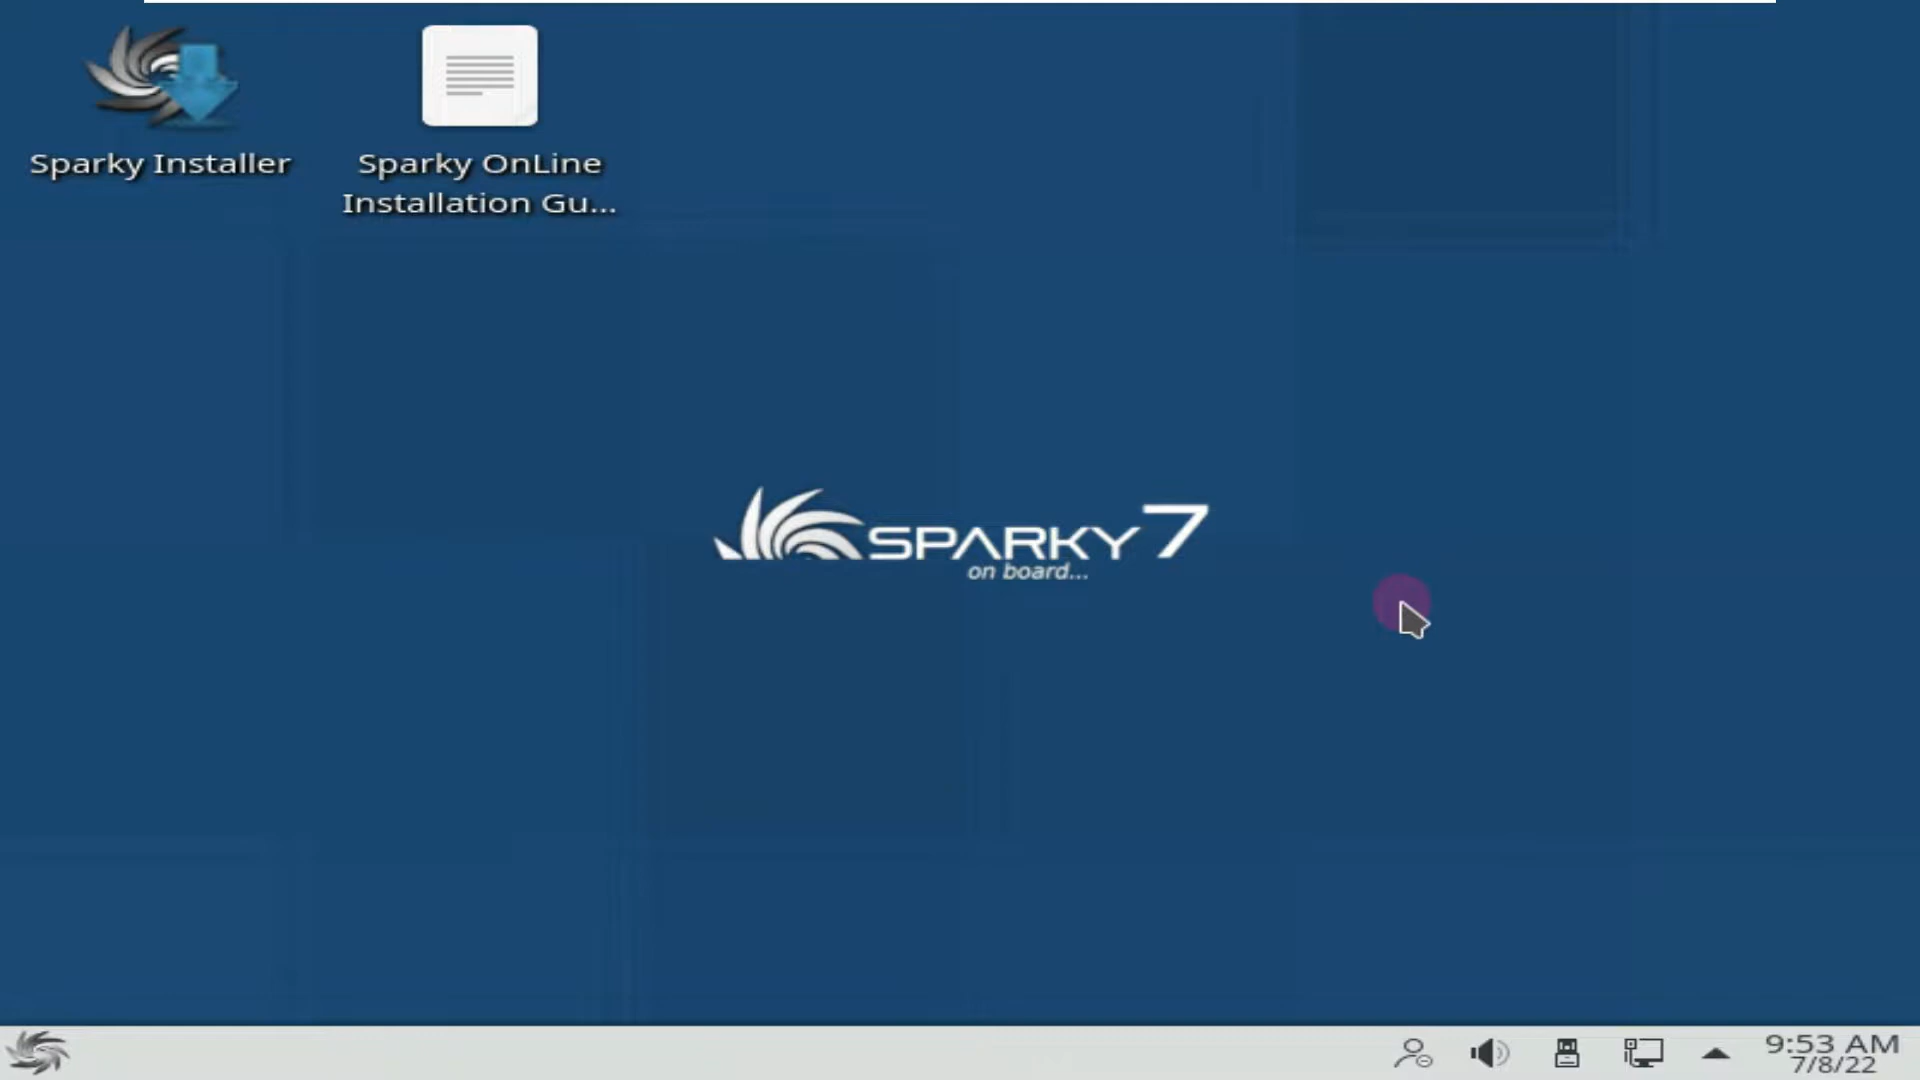 Sparky Installer
Sparky OnLine
Installation Gu...
SPARKY 7
on board...
9:53 AM
7/8/22